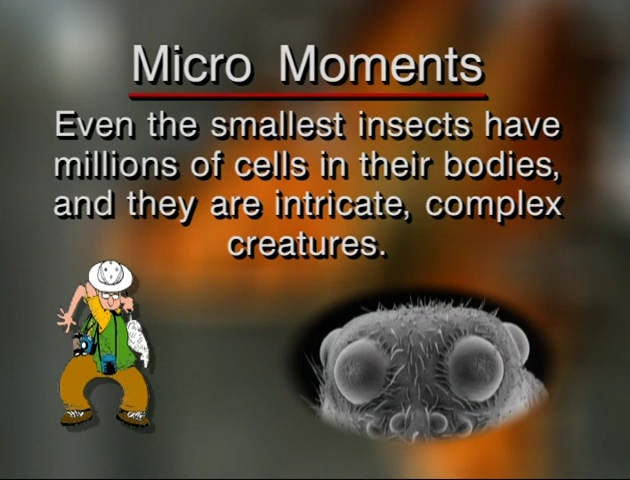 Micro Moments
Even the smallest insects have
millions of cells in their bodies,
and they are intricate, complex
creatures.